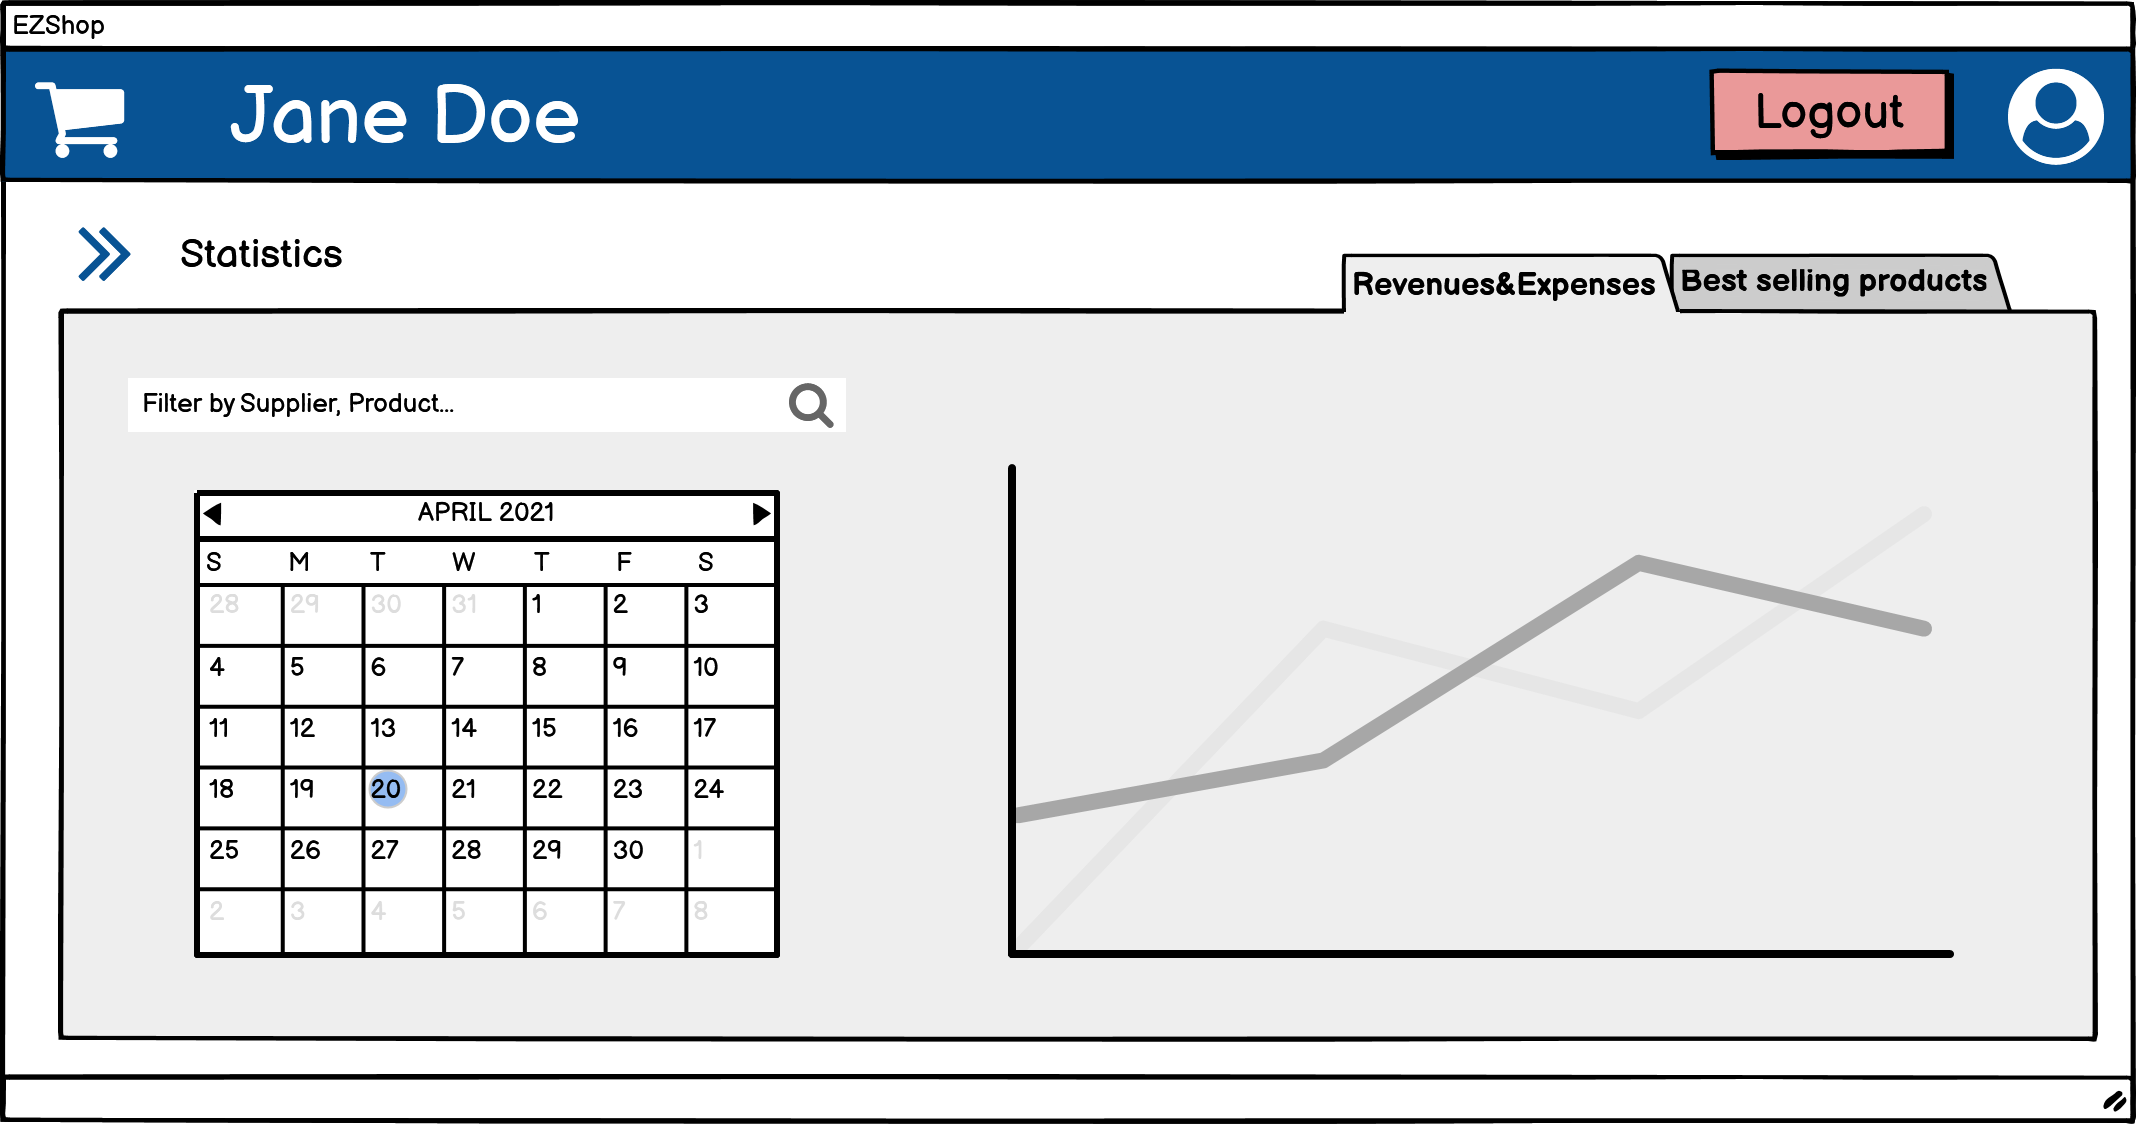 EZShop
Jane Doe
Logout
Statistics
Revenues&Expenses
Best selling products
Filter by Supplier, Product...
APRIL 2021
S M T W T F S
28 29 30 31 1 2 3
4 5 6 7 8 9 10
11 12 13 14 15 16 17
18 19 20 21 22 23 24
25 26 27 28 29 30 1
2 3 4 5 6 7 8